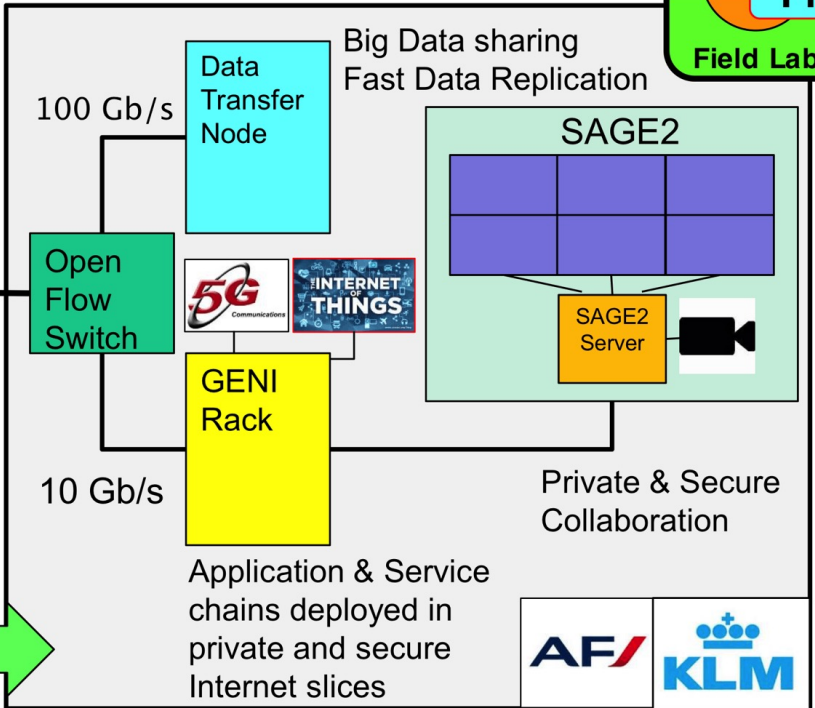 Field Lab
Big Data sharing
Fast Data Replication
Data
Transfer
Node
100 Gb/s
SAGE2
Open
Flow
Switch
5G
Communications
INTERNET
OF
THINGS
SAGE2
Server
GENI
Rack
10 Gb/s
Private & Secure
Collaboration
Application & Service
chains deployed in
private and secure
Internet slices
AF
KLM